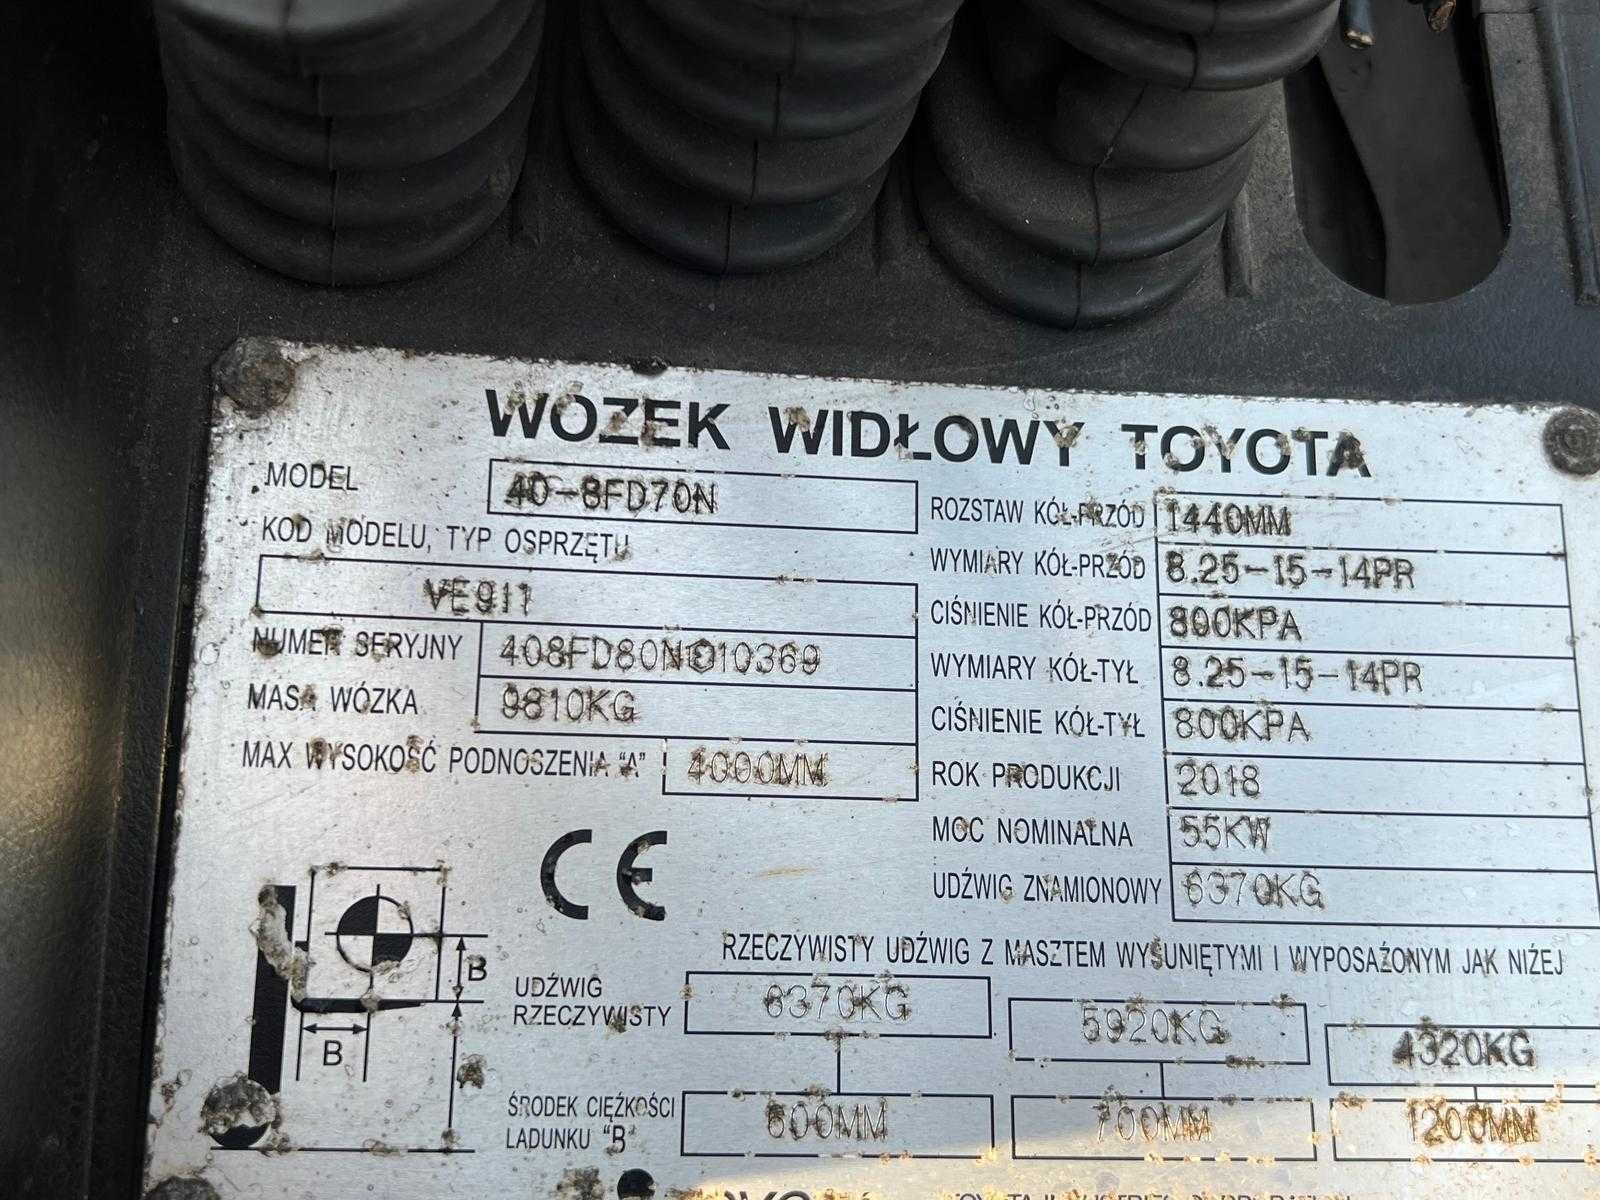 WÓZEK WIDŁOWY TOYOTA
MODEL 40-8FD70N
KOD MODELU, TYP OSPRZĘTU
VE911
NUMER SERYJNY 408FD80N 010369
MASA WÓZKA 9810KG
MAX WYSOKOŚĆ PODNOSZENIA "A" 4000MM
ROZSTAW KÓŁ-PRZÓD 1440MM
WYMIARY KÓŁ-PRZÓD 8.25-15-14PR
CIŚNIENIE KÓŁ-PRZÓD 800KPA
WYMIARY KÓŁ-TYŁ 8.25-15-14PR
CIŚNIENIE KÓŁ-TYŁ 800KPA
ROK PRODUKCJI 2018
MOC NOMINALNA 55KW
UDŹWIG ZNAMIONOWY 6370KG
CE
B
B
RZECZYWISTY UDŹWIG Z MASZTEM WYSUNIĘTYMI I WYPOSAŻONYM JAK NIŻEJ
UDŹWIG
RZECZYWISTY 6370KG 5920KG 4320KG
ŚRODEK CIĘŻKOŚCI
LADUNKU "B" 600MM 700MM 1200MM